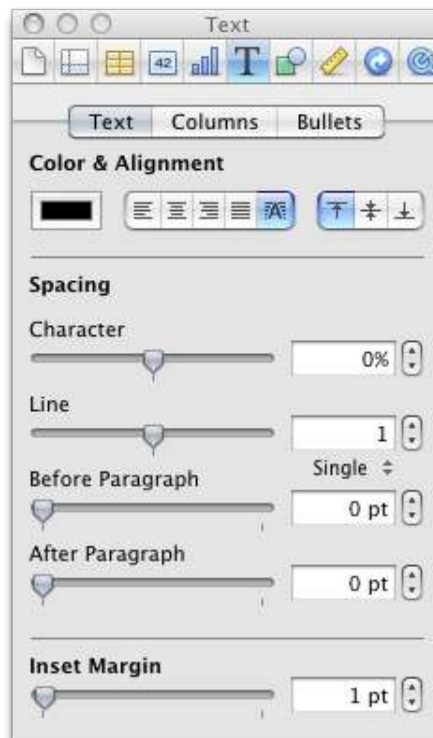 Text
42
T
Text Columns Bullets
Color & Alignment
A
Spacing
Character
0%
Line
1
Single
Before Paragraph
0 pt
After Paragraph
0 pt
Inset Margin
1 pt